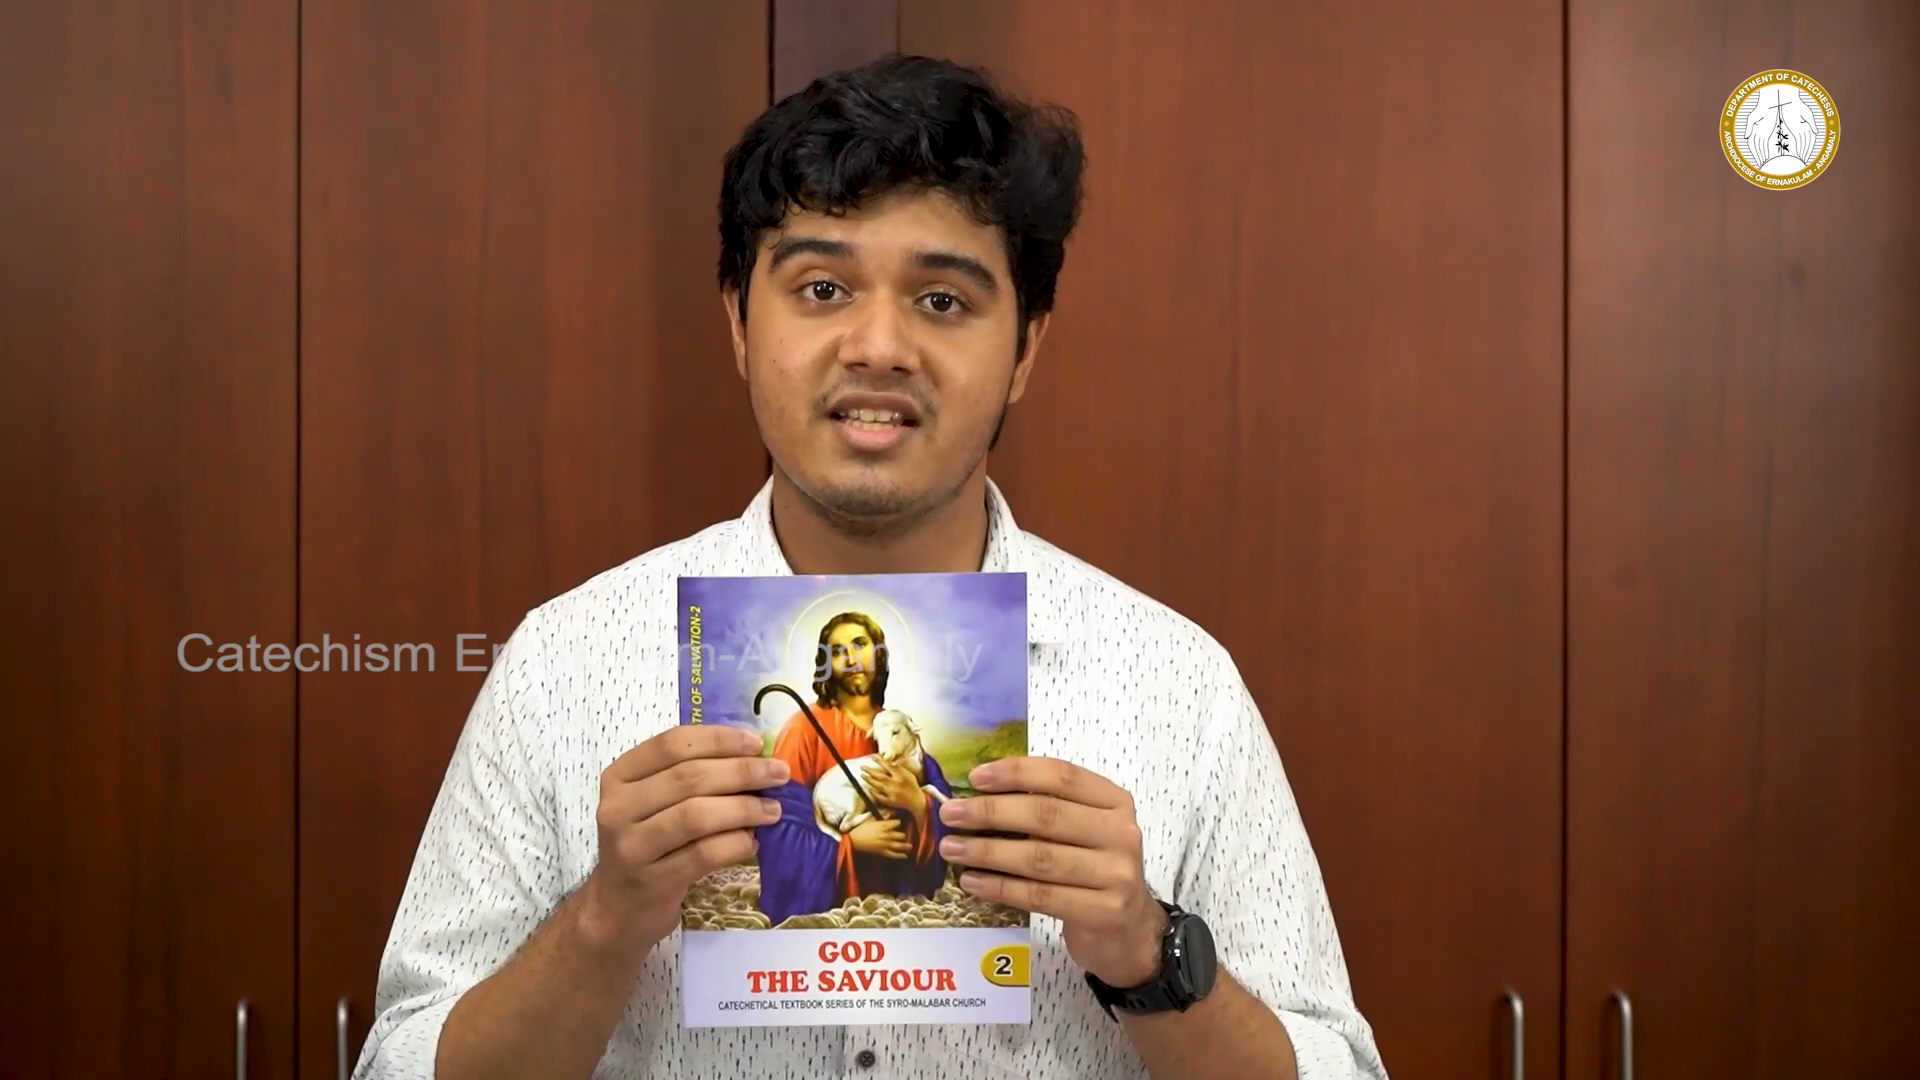 DEPARTMENT OF CATECHESIS
ARCHDIOCESE OF ERNAKULAM - ANGAMALY
Catechism
OF SALVATION-2
GOD
THE SAVIOUR
2
CATECHETICAL TEXTBOOK SERIES OF THE SYRO-MALABAR CHURCH